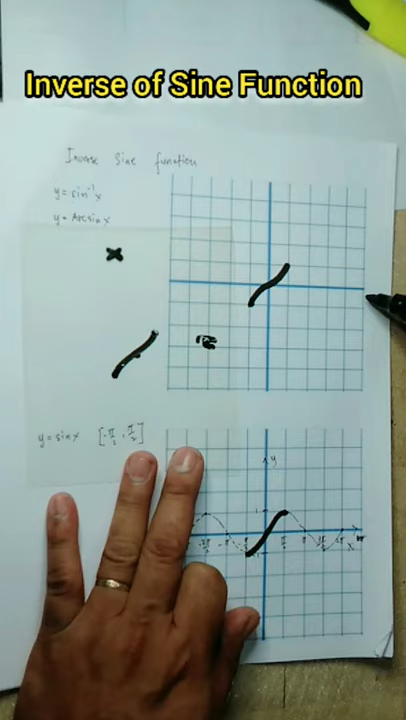 Inverse of Sine Function
Inverse Sine function
y = sin⁻¹x
y = Arcsin x
y = sin x [-π/2, π/2]
y
x